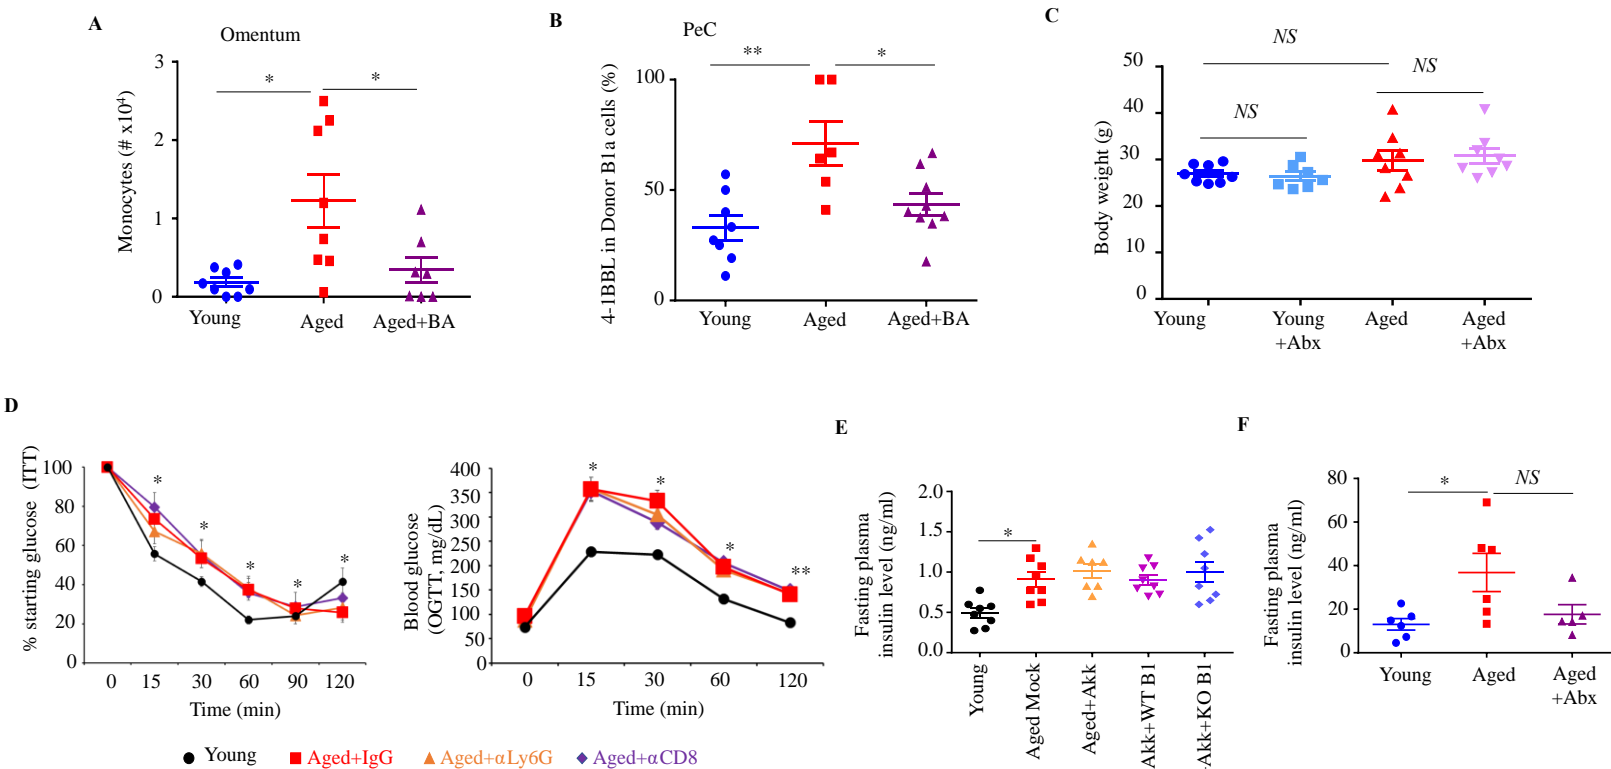 A
Omentum
Monocytes (# x10⁴)
3
2
1
0
*
*
Young
Aged
Aged+BA
B
PeC
4-1BBL in Donor B1a cells (%)
100
50
0
**
*
Young
Aged
Aged+BA
C
Body weight (g)
50
40
30
20
10
0
NS
NS
NS
Young
Young
+Abx
Aged
Aged
+Abx
D
% starting glucose (ITT)
100
80
60
40
20
0
*
*
*
*
*
0 15 30 60 90 120
Time (min)
Blood glucose
(OGTT, mg/dL)
400
350
300
250
200
150
100
50
0
*
*
*
**
0 15 30 60 120
Time (min)
Young
Aged+IgG
Aged+αLy6G
Aged+αCD8
E
Fasting plasma
insulin level (ng/ml)
2.0
1.5
1.0
0.5
0.0
*
Young
Aged Mock
Aged+Akk
Akk+WT B1
Akk+KO B1
F
Fasting plasma
insulin level (ng/ml)
80
60
40
20
0
*
NS
Young
Aged
Aged
+Abx